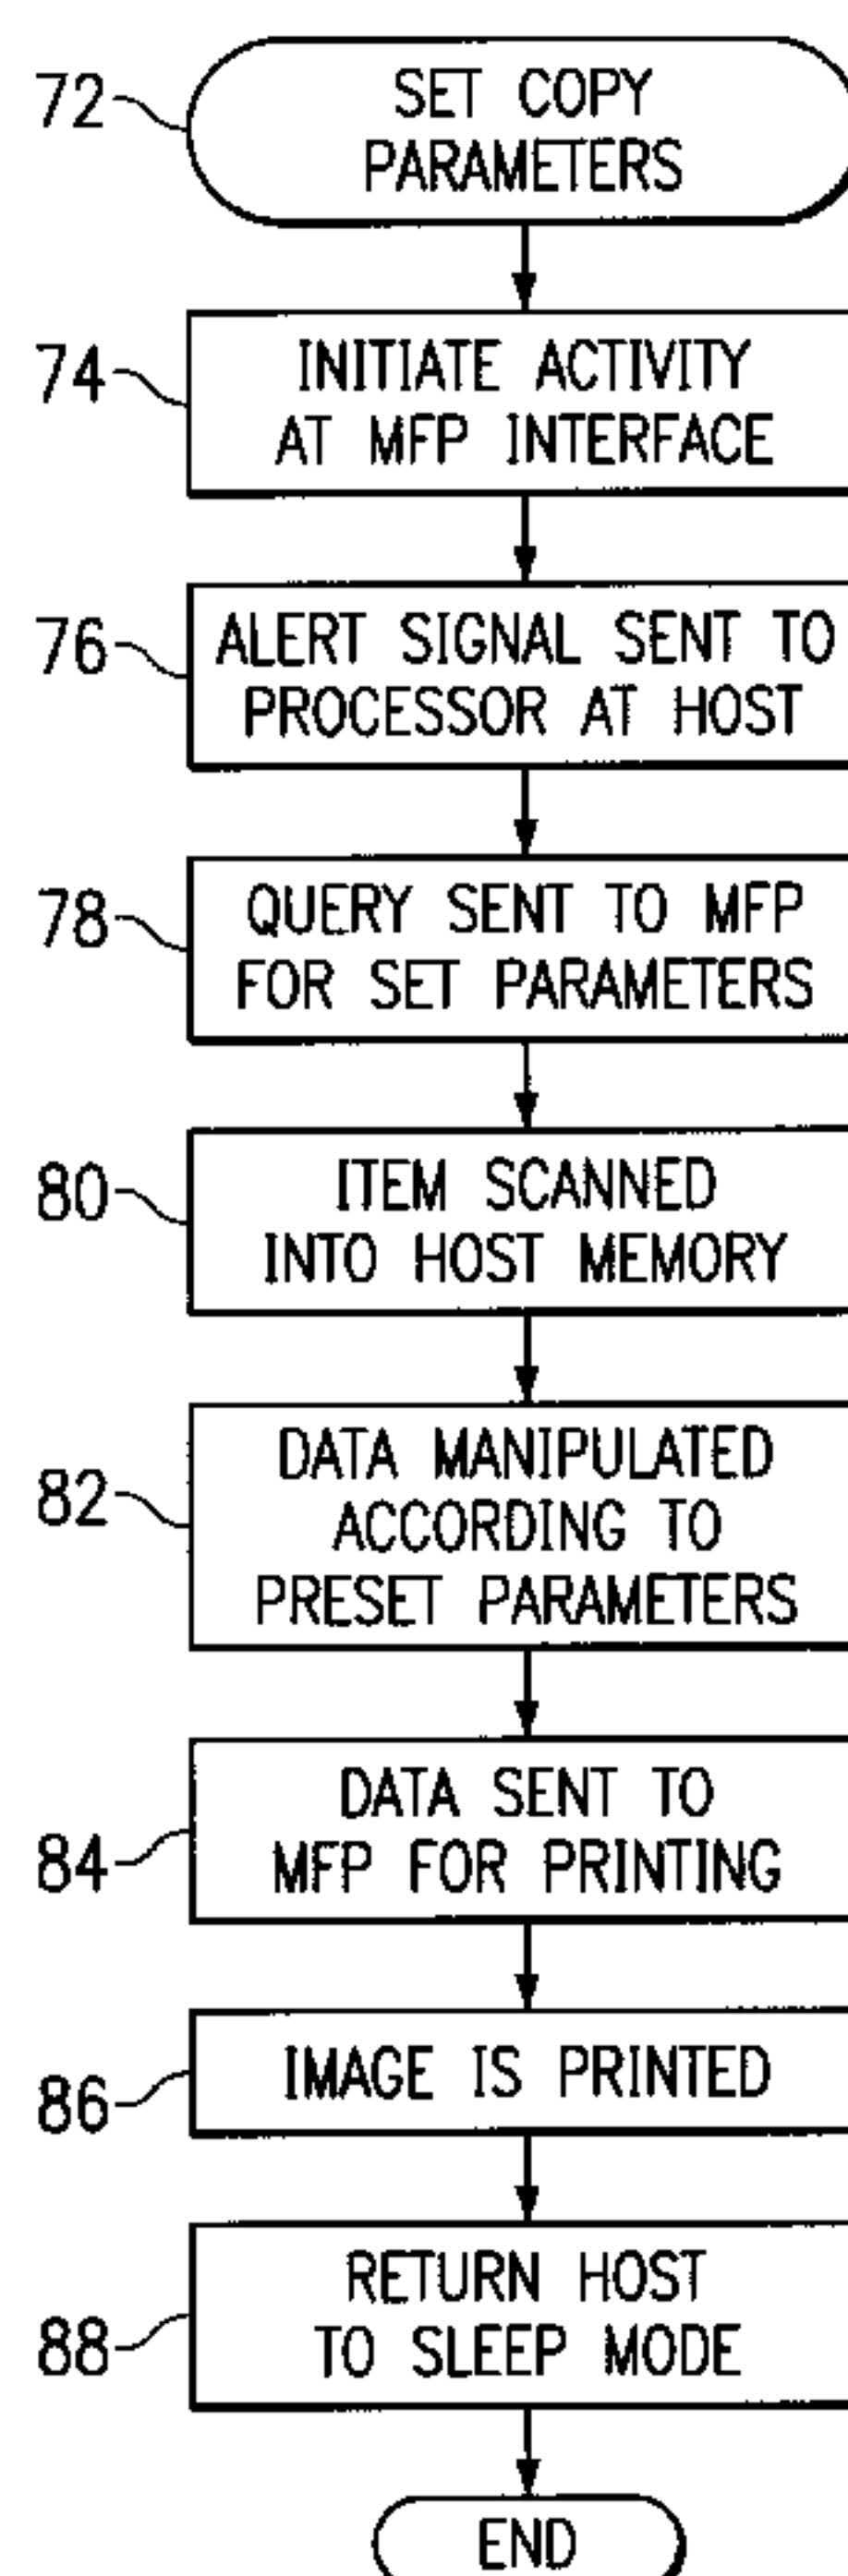 72
SET COPY
PARAMETERS
74
INITIATE ACTIVITY
AT MFP INTERFACE
76
ALERT SIGNAL SENT TO
PROCESSOR AT HOST
78
QUERY SENT TO MFP
FOR SET PARAMETERS
80
ITEM SCANNED
INTO HOST MEMORY
82
DATA MANIPULATED
ACCORDING TO
PRESET PARAMETERS
84
DATA SENT TO
MFP FOR PRINTING
86
IMAGE IS PRINTED
88
RETURN HOST
TO SLEEP MODE
END